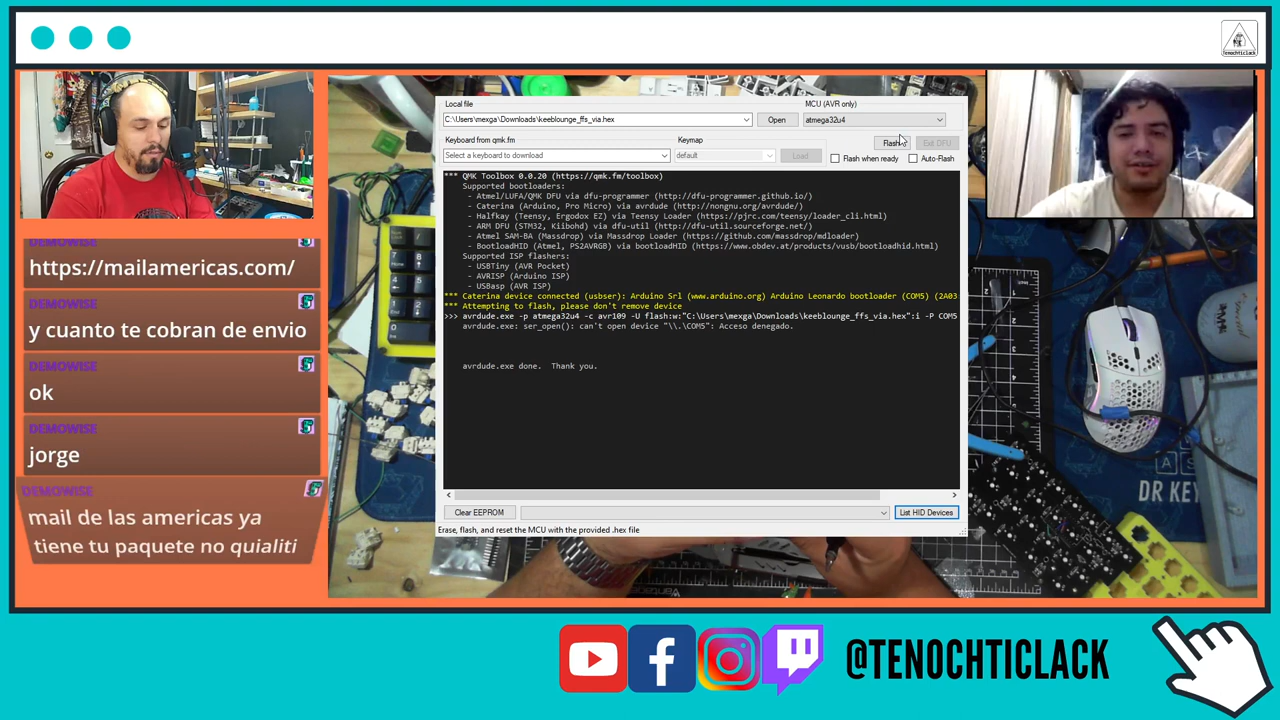 tenochticlack
DEMOWISE
https://mailamericas.com/
DEMOWISE
y cuanto te cobran de envio
DEMOWISE
ok
DEMOWISE
jorge
DEMOWISE
mail de las americas ya
tiene tu paquete no quialiti
Local file
MCU (AVR only)
C:\Users\mexga\Downloads\keeblounge_ffs_via.hex
Open
atmega32u4
Flash
Exit DFU
Keyboard from qmk.fm
Keymap
Select a keyboard to download
default
Load
Flash when ready
Auto-Flash
*** QMK Toolbox 0.0.20 (https://qmk.fm/toolbox)
Supported bootloaders:
- Atmel/LUFA/QMK DFU via dfu-programmer (http://dfu-programmer.github.io/)
- Caterina (Arduino, Pro Micro) via avrdude (http://nongnu.org/avrdude/)
- Halfkay (Teensy, Ergodox EZ) via Teensy Loader (https://pjrc.com/teensy/loader_cli.html)
- ARM DFU (STM32, Kiibohd) via dfu-util (http://dfu-util.sourceforge.net/)
- Atmel SAM-BA (Massdrop) via Massdrop Loader (https://github.com/massdrop/mdloader)
- BootloadHID (Atmel, PS2AVRGB) via bootloadHID (https://www.obdev.at/products/vusb/bootloadhid.html)
Supported ISP flashers:
- USBTiny (AVR Pocket)
- AVRISP (Arduino ISP)
- USBasp (AVR ISP)
*** Caterina device connected (usbser): Arduino Srl (www.arduino.org) Arduino Leonardo bootloader (COM5) (2A03:
*** Attempting to flash, please don't remove device
>>> avrdude.exe -p atmega32u4 -c avr109 -U flash:w:"C:\Users\mexga\Downloads\keeblounge_ffs_via.hex":i -P COM5
avrdude.exe: ser_open(): can't open device "\\.\COM5": Acceso denegado.
avrdude.exe done.  Thank you.
Clear EEPROM
List HID Devices
Erase, flash, and reset the MCU with the provided .hex file
DR KEY
@TENOCHTICLACK